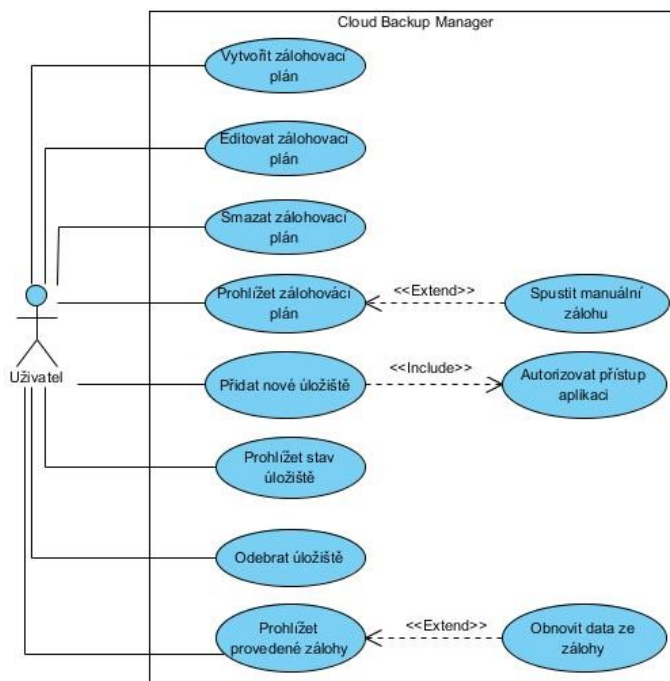 Cloud Backup Manager
Vytvořit zálohovací
plán
Editovat zálohovaci
plán
Smazat zálohovací
plán
Prohlížet zálohováci
plán
<<Extend>>
Spustit manuální
zálohu
Uživatel
Přidat nové úložiště
<<Include>>
Autorizovat přístup
aplikaci
Prohlížet stav
úložiště
Odebrat úložiště
Prohlížet
provedené zálohy
<<Extend>>
Obnovit data ze
zálohy